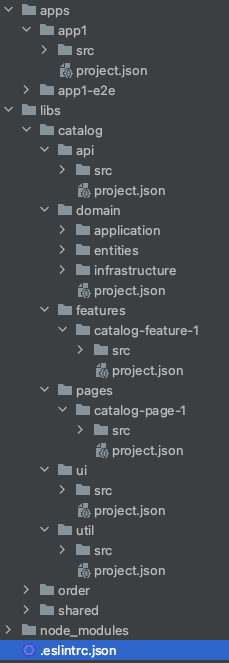 apps
app1
src
project.json
app1-e2e
libs
catalog
api
src
project.json
domain
application
entities
infrastructure
project.json
features
catalog-feature-1
src
project.json
pages
catalog-page-1
src
project.json
ui
src
project.json
util
src
project.json
order
shared
node_modules
.eslintrc.json